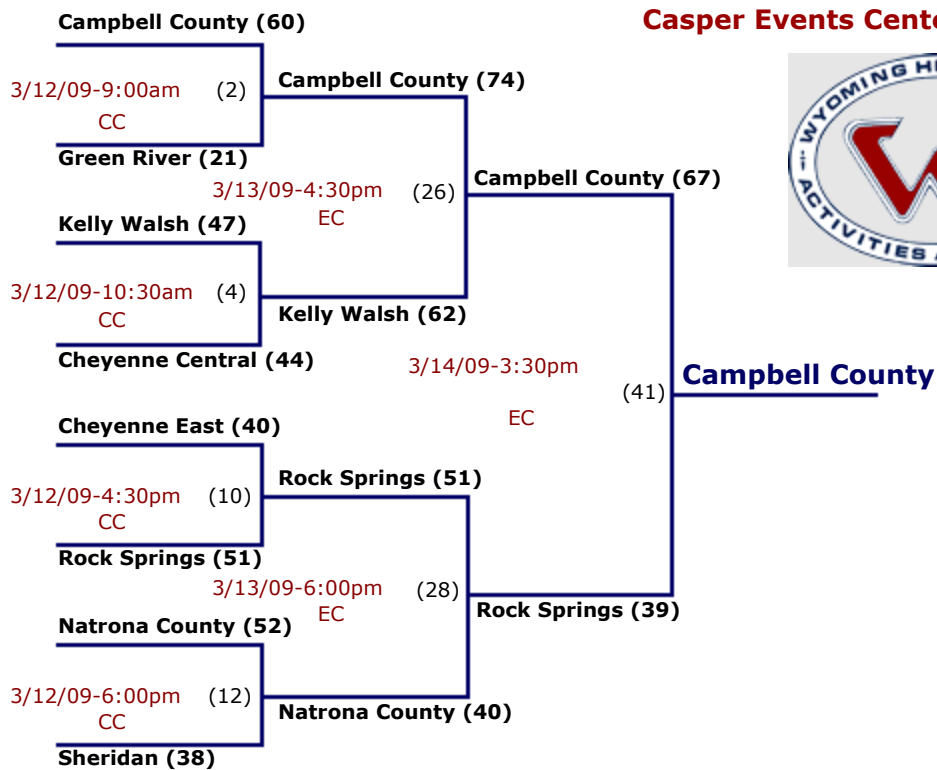 Campbell County (60)
Casper Events
3/12/09-9:00am (2)
Campbell County (74)
CC
Green River (21)
3/13/09-4:30pm (26)
Campbell County (67)
EC
Kelly Walsh (47)
3/12/09-10:30am (4)
CC
Kelly Walsh (62)
Cheyenne Central (44)
3/14/09-3:30pm
(41)
Campbell County
EC
Cheyenne East (40)
Rock Springs (51)
3/12/09-4:30pm (10)
CC
Rock Springs (51)
3/13/09-6:00pm (28)
EC
Rock Springs (39)
Natrona County (52)
3/12/09-6:00pm (12)
CC
Natrona County (40)
Sheridan (38)
WYOMING
ACTIVITIES